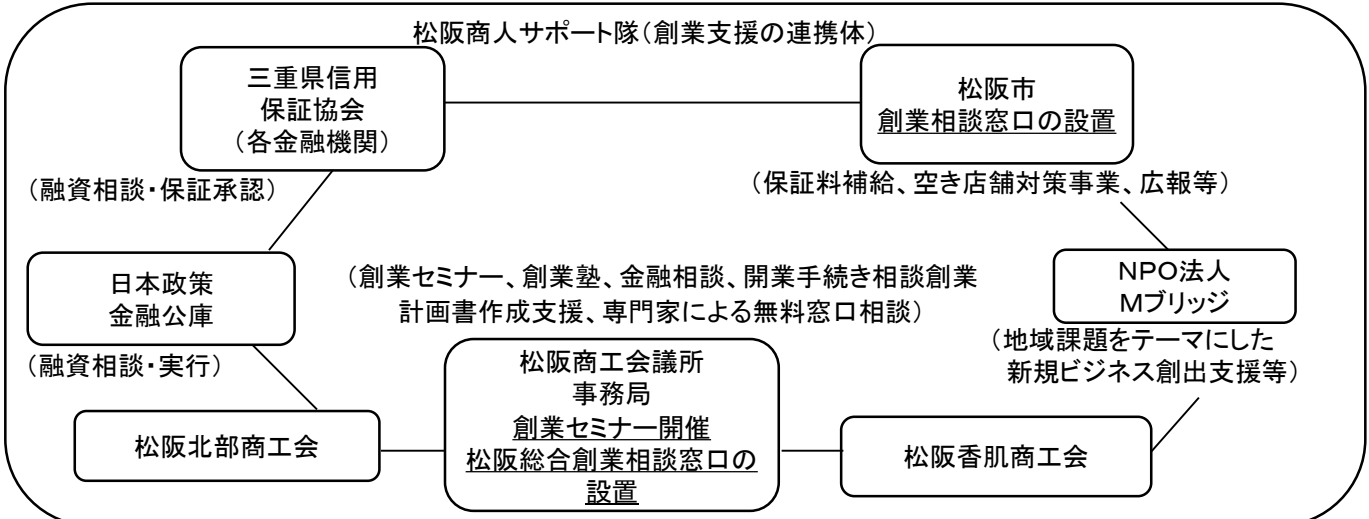 松阪商人サポート隊(創業支援の連携体)
三重県信用
保証協会
(各金融機関)
松阪市
創業相談窓口の設置
(融資相談・保証承認)
(保証料補給、空き店舗対策事業、広報等)
日本政策
金融公庫
(創業セミナー、創業塾、金融相談、開業手続き相談創業
計画書作成支援、専門家による無料窓口相談)
NPO法人
Mブリッジ
(融資相談・実行)
(地域課題をテーマにした
新規ビジネス創出支援等)
松阪北部商工会
松阪商工会議所
事務局
創業セミナー開催
松阪総合創業相談窓口の
設置
松阪香肌商工会